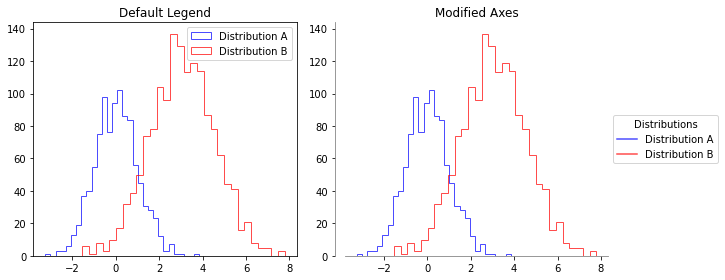 Default Legend
Distribution A
Distribution B
140
120
100
80
60
40
20
0
−2 0 2 4 6 8
Modified Axes
140
120
100
80
60
40
20
0
−2 0 2 4 6 8
Distributions
Distribution A
Distribution B